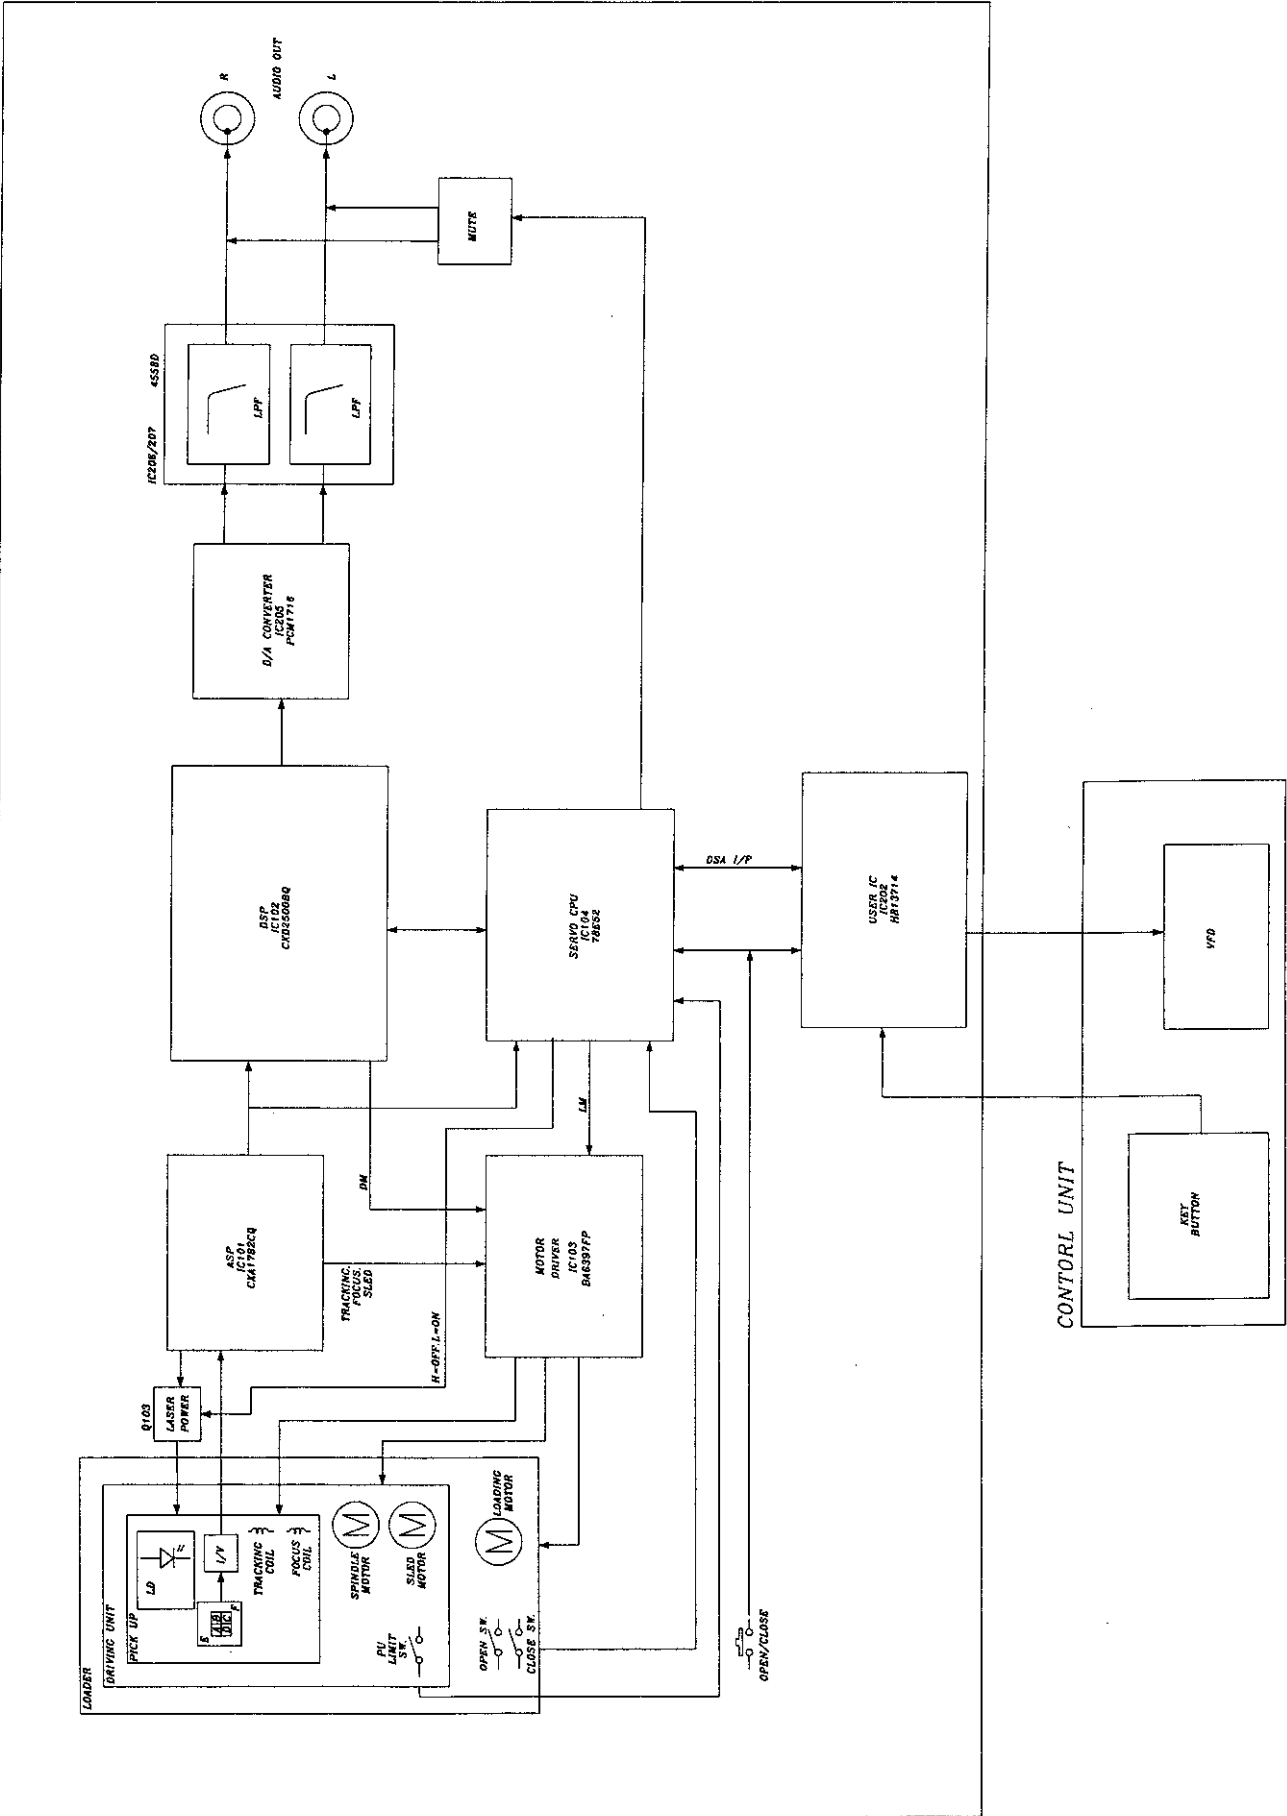 LOADER
DRIVING UNIT
PICK UP
LD
E
A B
D C
F
I/V
TRACKING
COIL
FOCUS
COIL
SPINDLE
MOTOR
SLED
MOTOR
PU
LIMIT
SW.
OPEN SW.
CLOSE SW.
LOADING
MOTOR
Q103
LASER
POWER
ASP
IC101
CXA1782CQ
TRACKING.
FOCUS.
SLED
H=OFF.L=ON
DM
LM
MOTOR
DRIVER
IC103
BA6397FP
DSP
IC102
CXD2500BQ
SERVO CPU
IC104
78E52
DSA I/F
D/A CONVERTER
IC205
PCM1716
IC206/207
4558D
LPF
LPF
MUTE
R
AUDIO OUT
L
OPEN/CLOSE
USER IC
IC202
HR13714
CONTORL UNIT
KEY
BUTTON
VFD